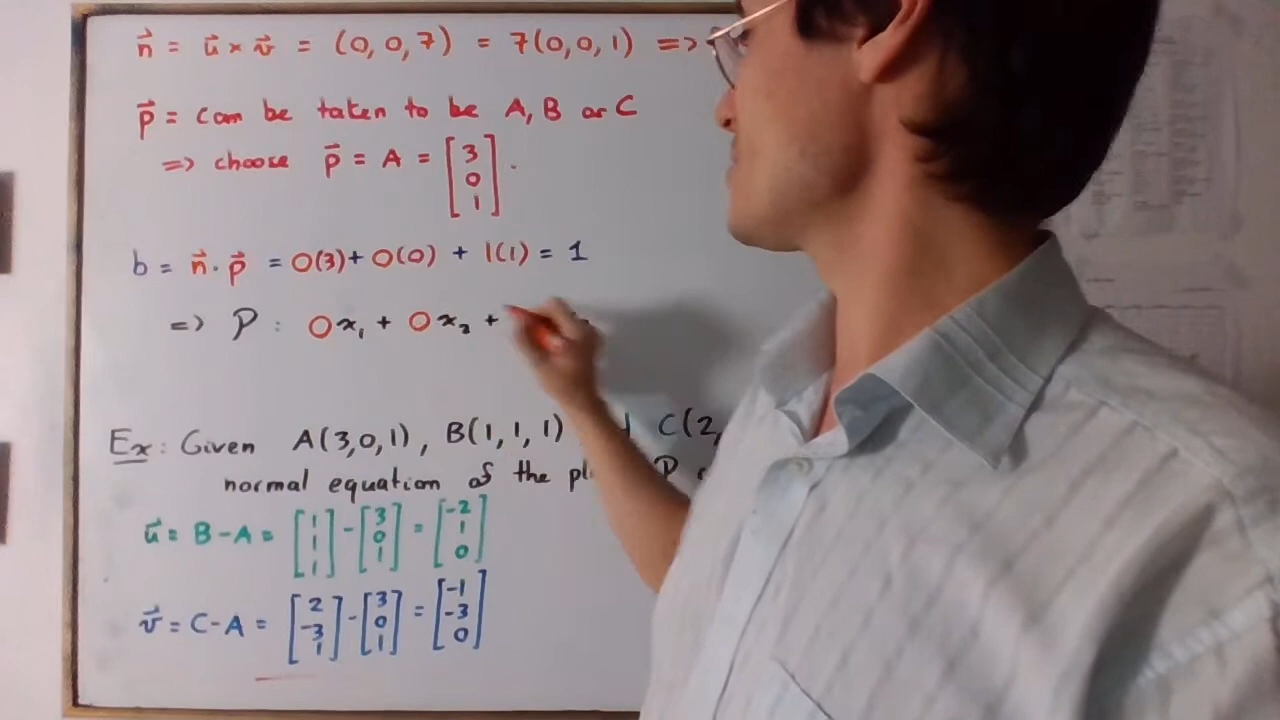 n⃗ = u⃗ × v⃗ = (0, 0, 7) = 7(0, 0, 1) =>
p⃗ = can be taken to be A, B or C
=> choose p⃗ = A = [3 0 1].
b = n⃗ · p⃗ = 0(3) + 0(0) + 1(1) = 1
=> P : 0x₁ + 0x₂ +
Ex: Given A(3,0,1), B(1,1,1) C(2,
normal equation of the P
u⃗ = B-A = [1 1 1] - [3 0 1] = [-2 1 0]
v⃗ = C-A = [2 -3 1] - [3 0 1] = [-1 -3 0]